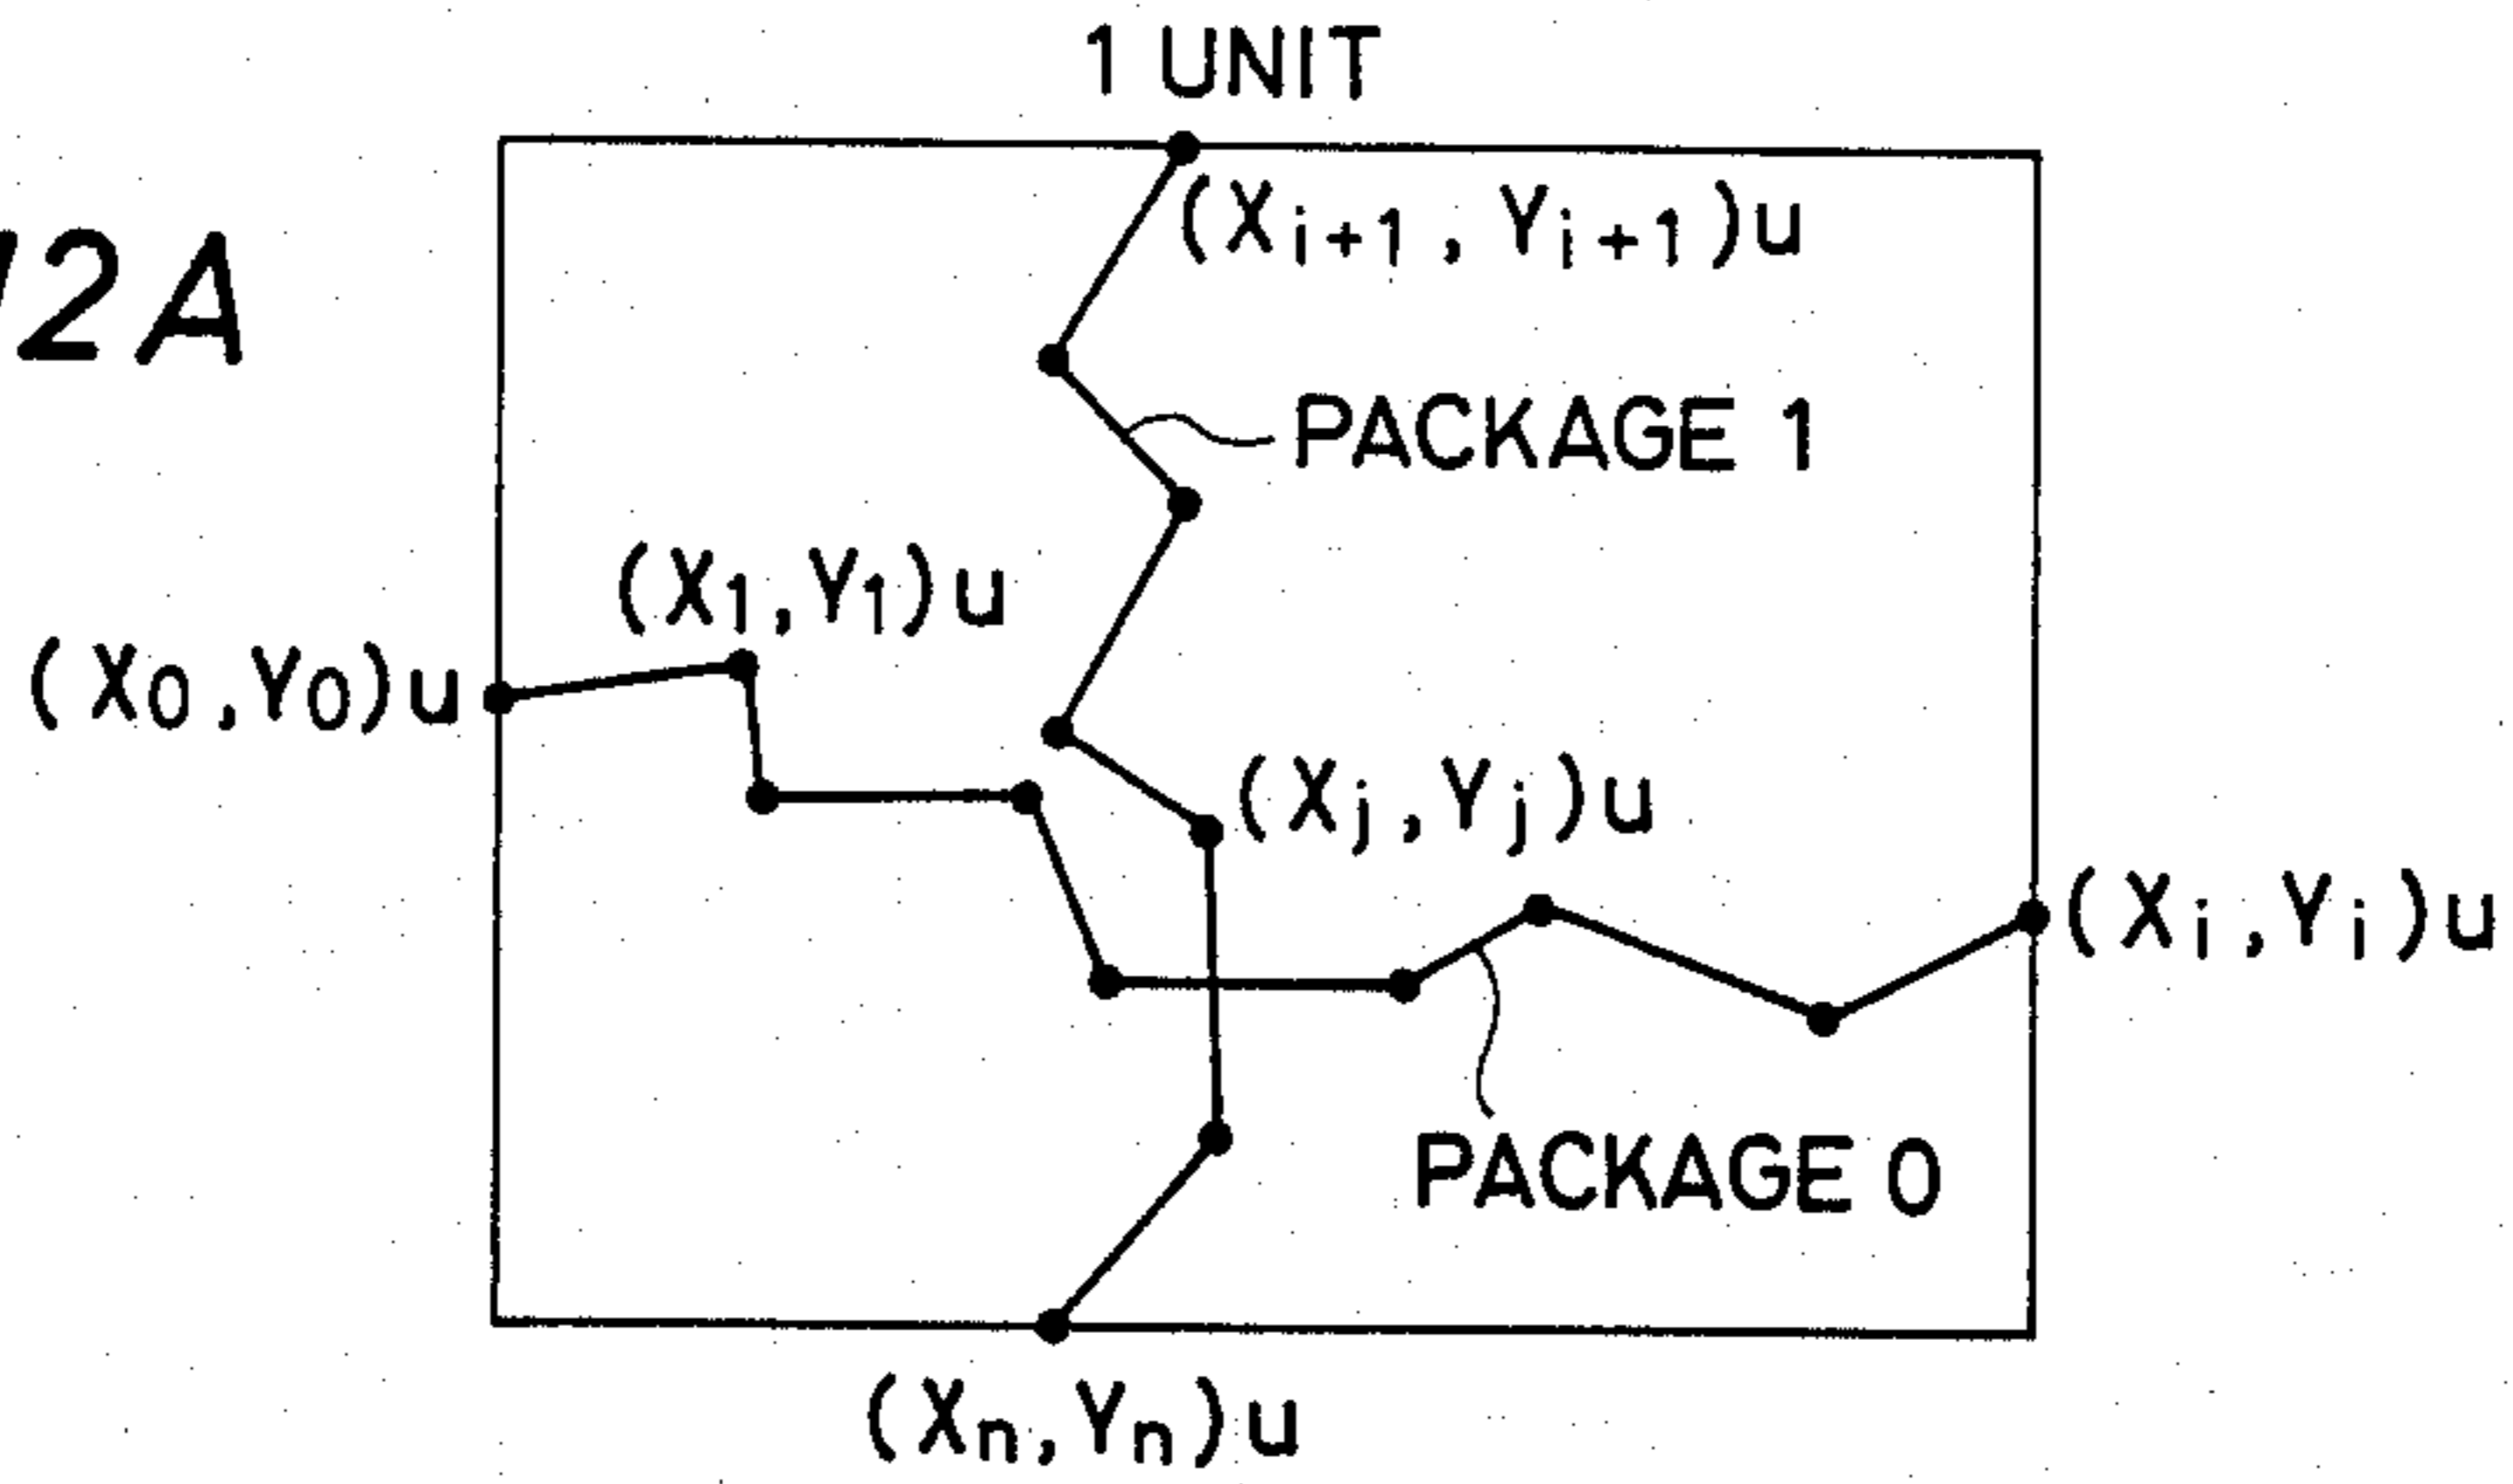 1 UNIT
2A
(Xi+1, Yi+1)u
PACKAGE 1
(X1,Y1)u
(X0,Y0)u
(Xj,Yj)u
(Xi,Yi)u
PACKAGE 0
(Xn,Yn)u